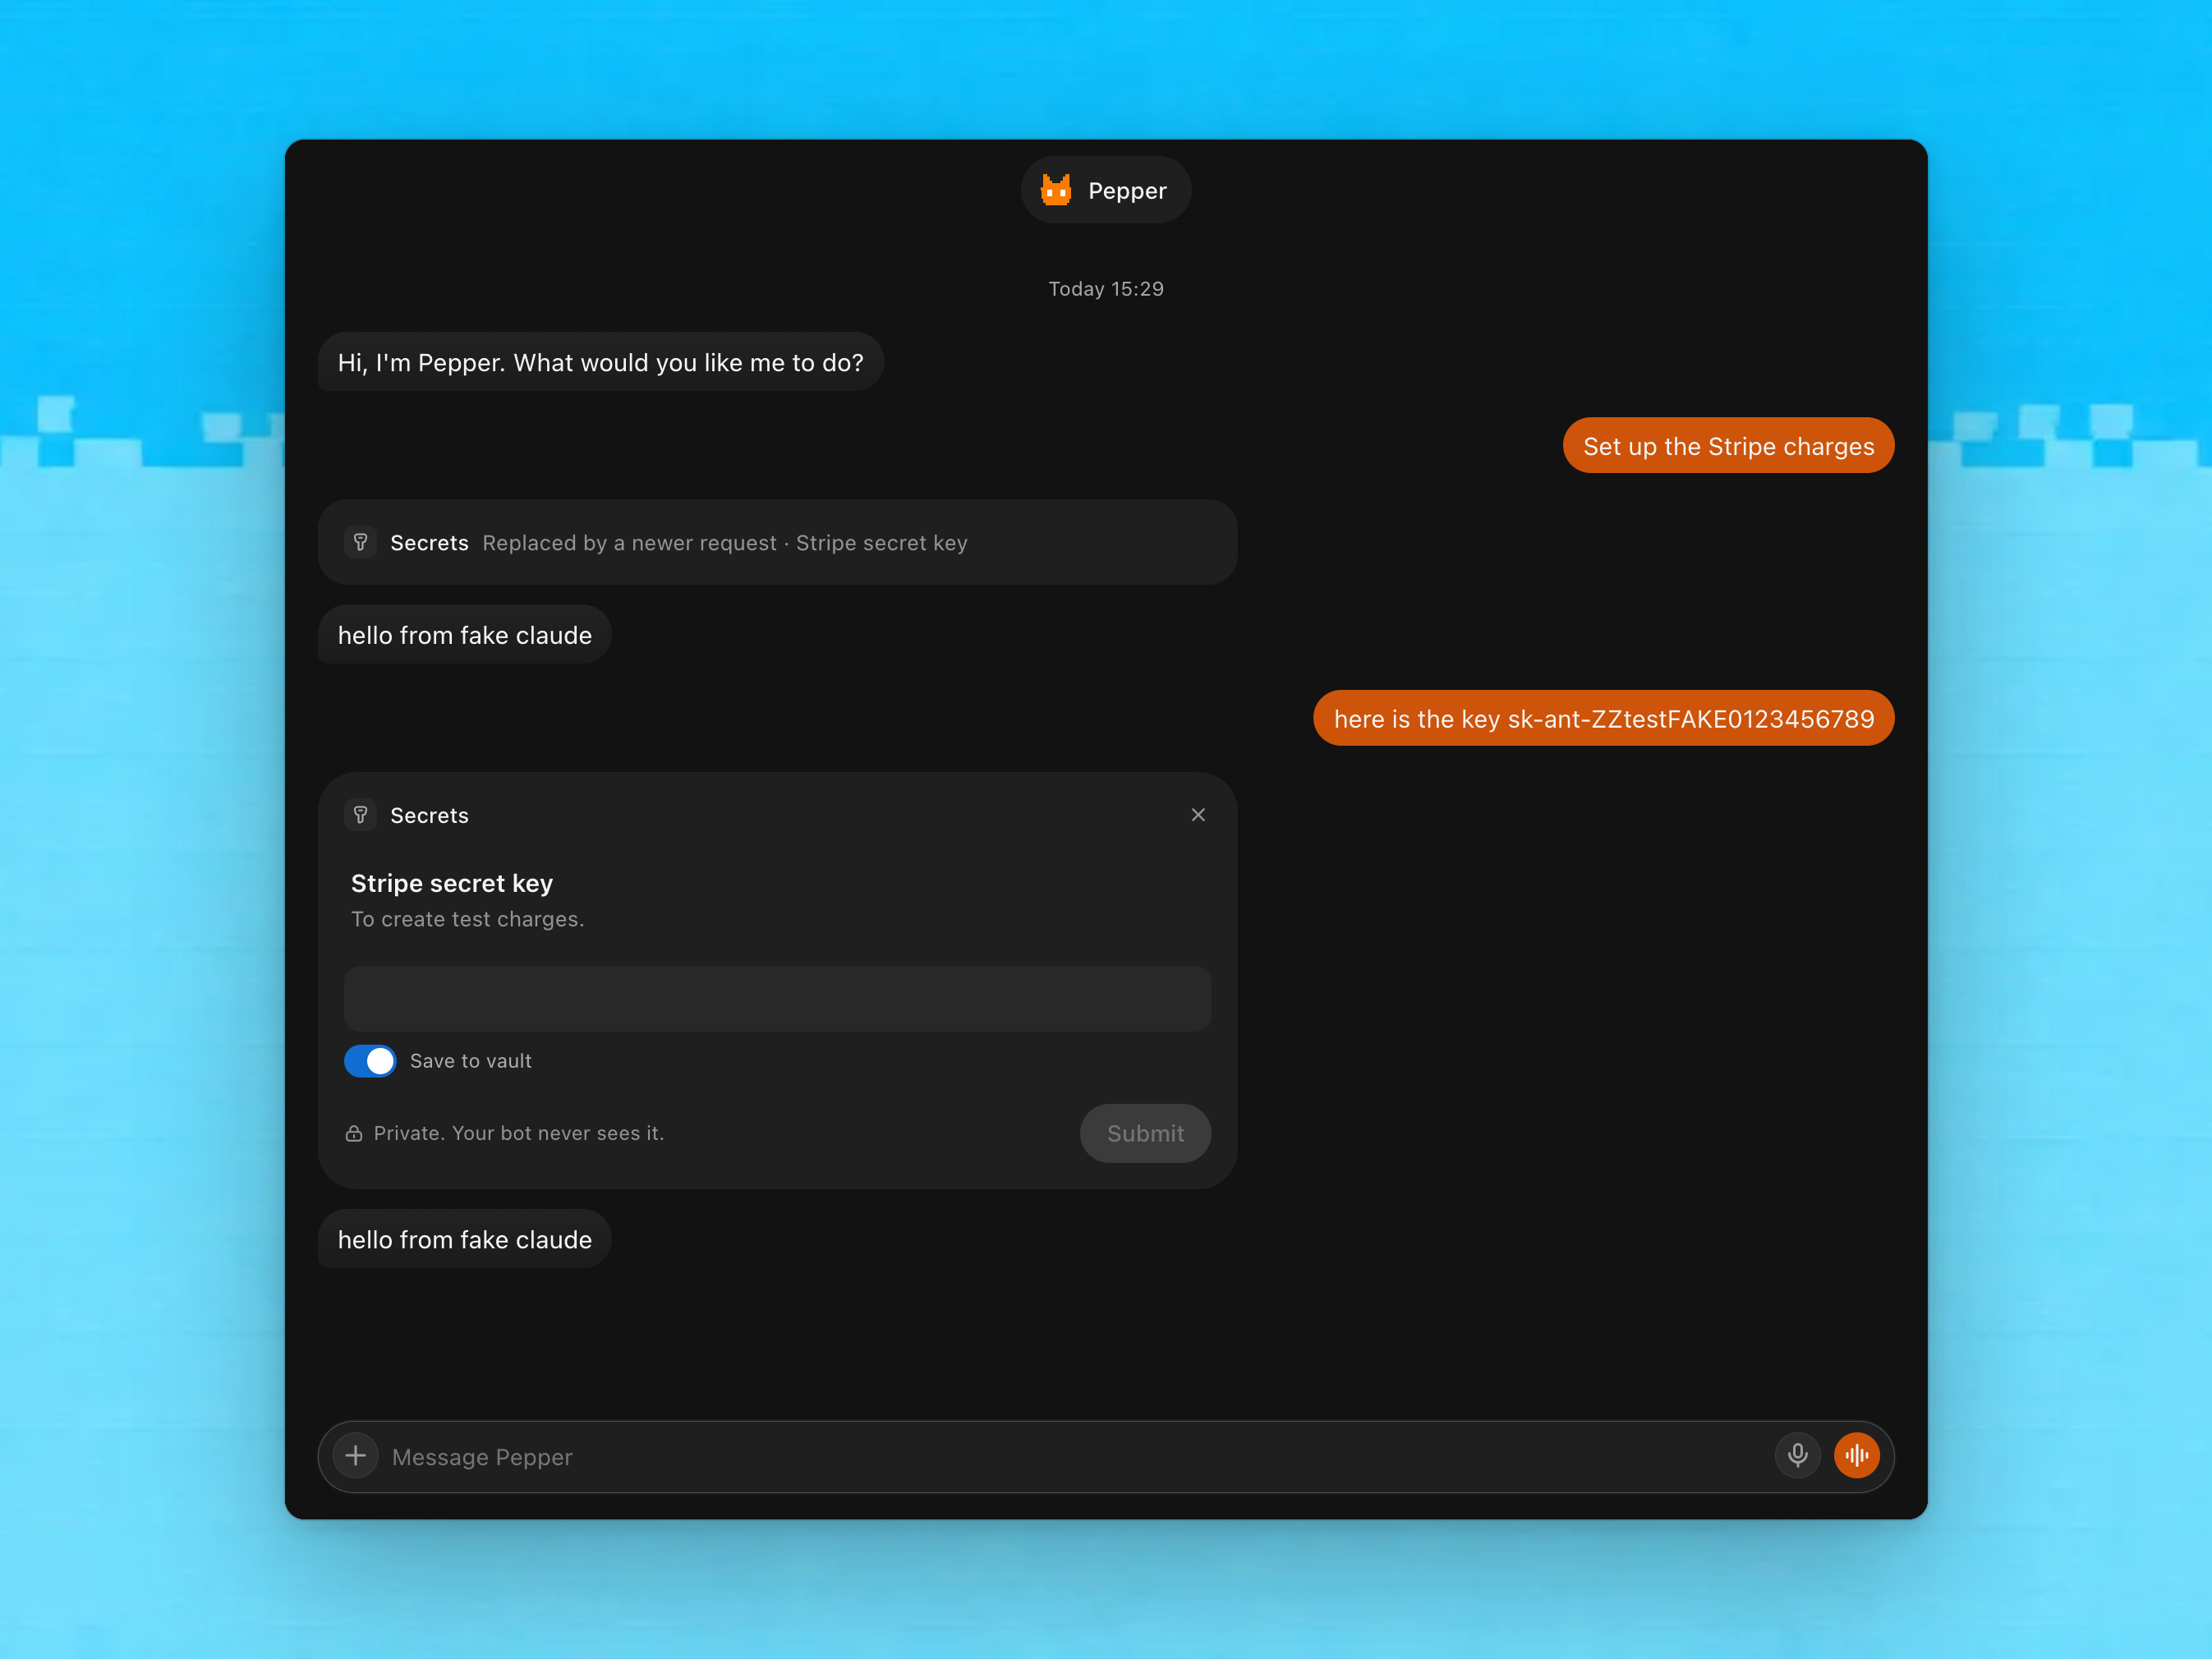 Pepper
Today 15:29
Hi, I'm Pepper. What would you like me to do?
Set up the Stripe charges
Secrets Replaced by a newer request · Stripe secret key
hello from fake claude
here is the key sk-ant-ZZtestFAKE0123456789
Secrets
Stripe secret key
To create test charges.
Save to vault
Private. Your bot never sees it.
Submit
hello from fake claude
Message Pepper